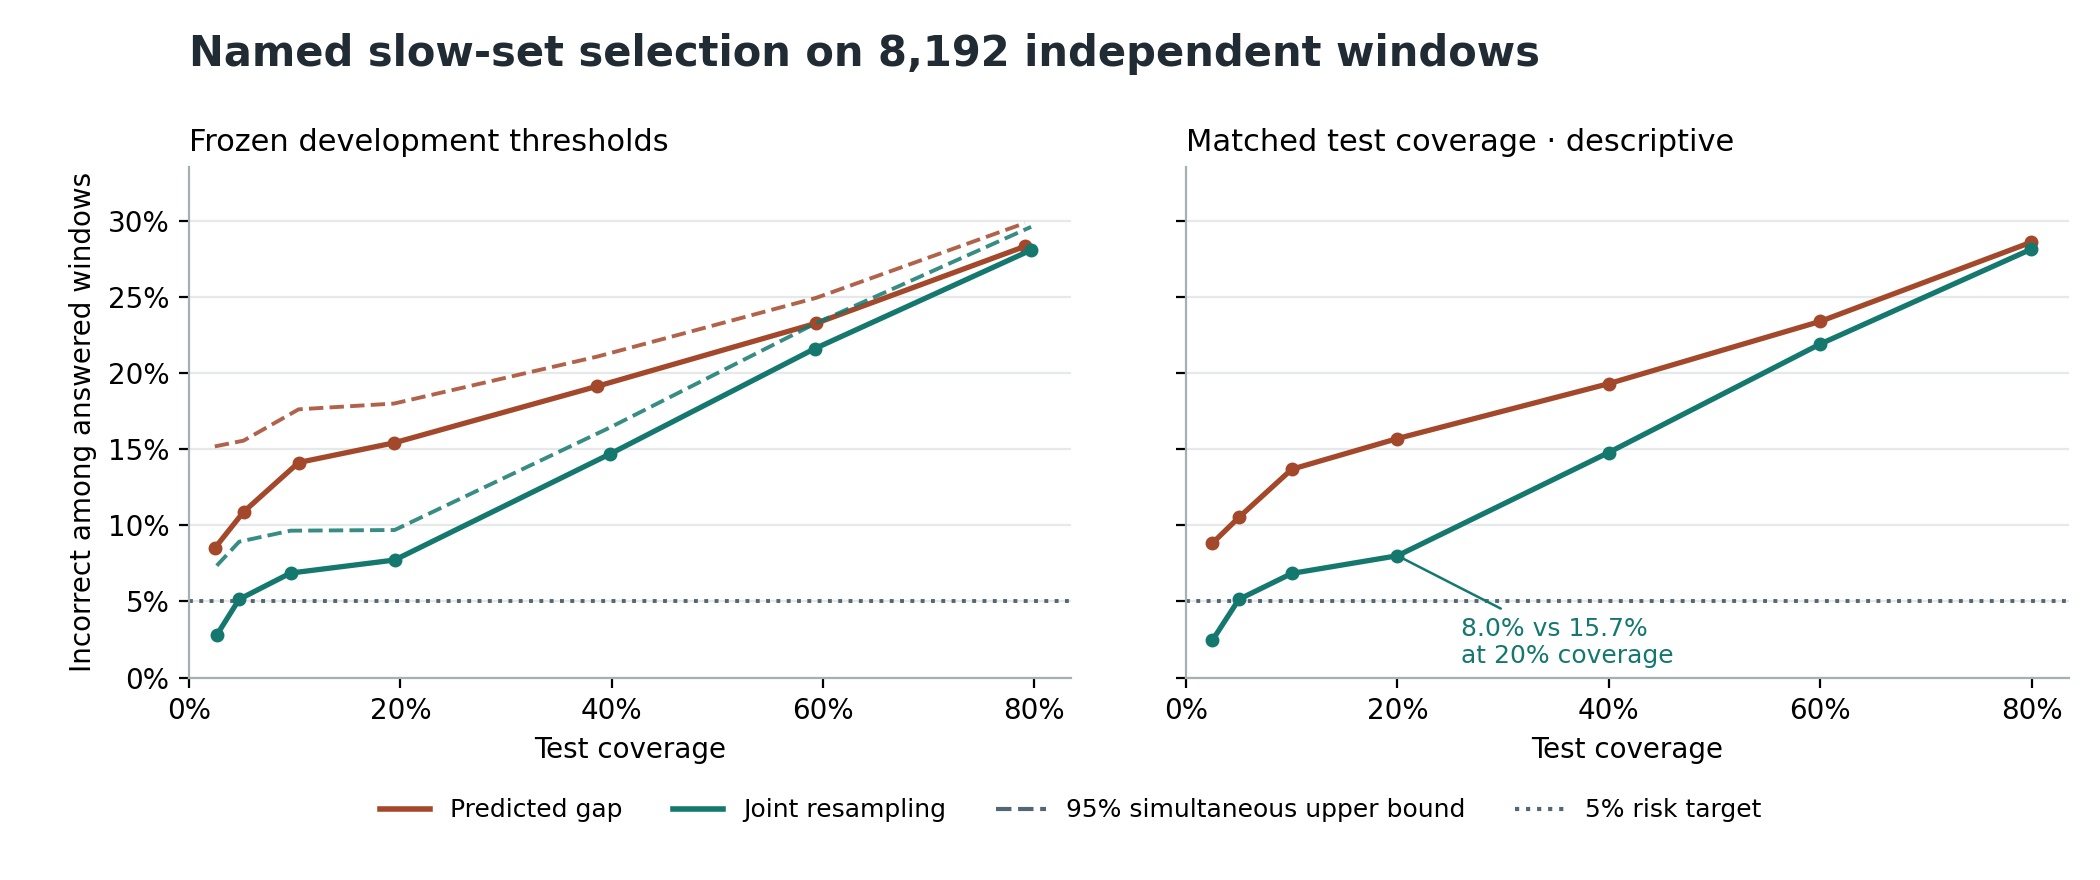 Named slow-set selection on 8,192 independent windows
Frozen development thresholds
Incorrect among answered windows
30%
25%
20%
15%
10%
5%
0%
0% 20% 40% 60% 80%
Test coverage
Matched test coverage · descriptive
8.0% vs 15.7%
at 20% coverage
0% 20% 40% 60% 80%
Test coverage
Predicted gap Joint resampling 95% simultaneous upper bound 5% risk target